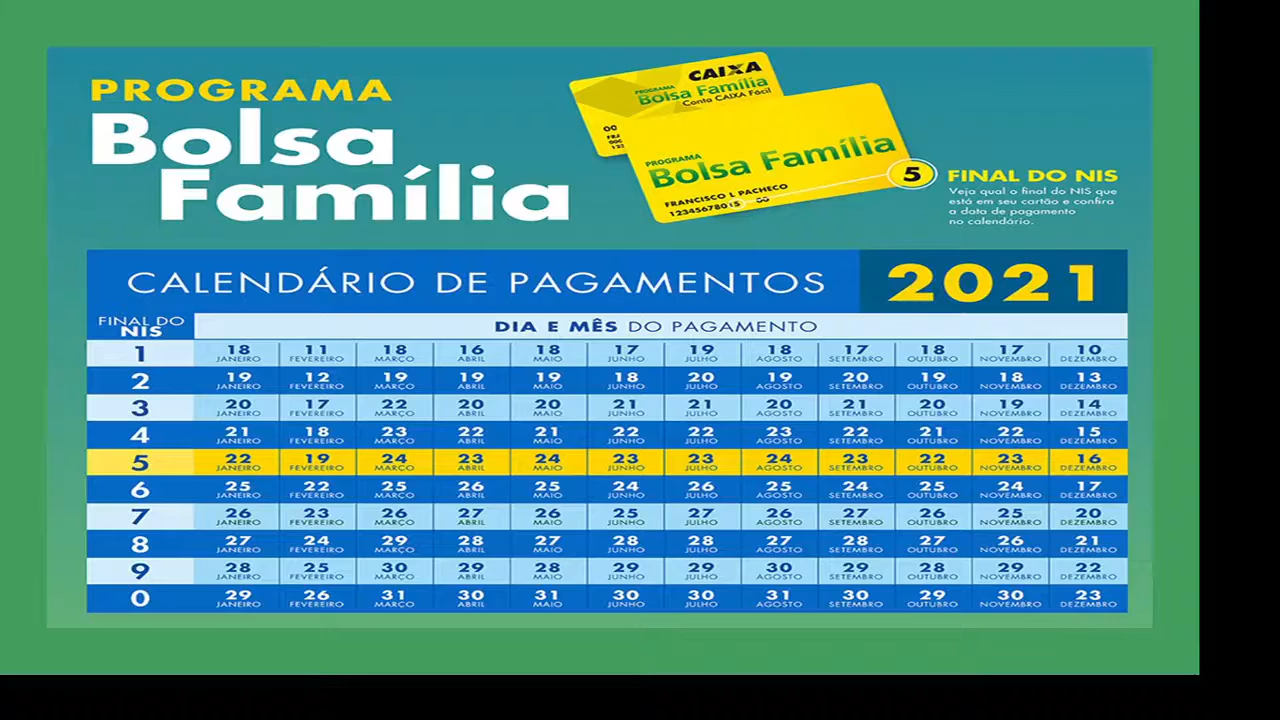 PROGRAMA
Bolsa
Família
CAIXA
PROGRAMA
Bolsa Família
Conta CAIXA Fácil
PROGRAMA
Bolsa Família
FRANCISCO L PACHECO
12345678015
5
FINAL DO NIS
Veja qual o final do NIS que
está em seu cartão e confira
a data de pagamento
no calendário.
CALENDÁRIO DE PAGAMENTOS 2021
FINAL DO
NIS
DIA E MÊS DO PAGAMENTO
1 18 11 18 16 18 17 19 18 17 18 17 10
JANEIRO FEVEREIRO MARÇO ABRIL MAIO JUNHO JULHO AGOSTO SETEMBRO OUTUBRO NOVEMBRO DEZEMBRO
2 19 12 19 19 19 18 20 19 20 19 18 13
JANEIRO FEVEREIRO MARÇO ABRIL MAIO JUNHO JULHO AGOSTO SETEMBRO OUTUBRO NOVEMBRO DEZEMBRO
3 20 17 22 20 20 21 21 20 21 20 19 14
JANEIRO FEVEREIRO MARÇO ABRIL MAIO JUNHO JULHO AGOSTO SETEMBRO OUTUBRO NOVEMBRO DEZEMBRO
4 21 18 23 22 21 22 22 23 22 21 22 15
JANEIRO FEVEREIRO MARÇO ABRIL MAIO JUNHO JULHO AGOSTO SETEMBRO OUTUBRO NOVEMBRO DEZEMBRO
5 22 19 24 23 24 23 23 24 23 22 23 16
JANEIRO FEVEREIRO MARÇO ABRIL MAIO JUNHO JULHO AGOSTO SETEMBRO OUTUBRO NOVEMBRO DEZEMBRO
6 25 22 25 26 25 24 26 25 24 25 24 17
JANEIRO FEVEREIRO MARÇO ABRIL MAIO JUNHO JULHO AGOSTO SETEMBRO OUTUBRO NOVEMBRO DEZEMBRO
7 26 23 26 27 26 25 27 26 27 26 25 20
JANEIRO FEVEREIRO MARÇO ABRIL MAIO JUNHO JULHO AGOSTO SETEMBRO OUTUBRO NOVEMBRO DEZEMBRO
8 27 24 29 28 27 28 28 27 28 27 26 21
JANEIRO FEVEREIRO MARÇO ABRIL MAIO JUNHO JULHO AGOSTO SETEMBRO OUTUBRO NOVEMBRO DEZEMBRO
9 28 25 30 29 28 29 29 30 29 28 29 22
JANEIRO FEVEREIRO MARÇO ABRIL MAIO JUNHO JULHO AGOSTO SETEMBRO OUTUBRO NOVEMBRO DEZEMBRO
0 29 26 31 30 31 30 30 31 30 29 30 23
JANEIRO FEVEREIRO MARÇO ABRIL MAIO JUNHO JULHO AGOSTO SETEMBRO OUTUBRO NOVEMBRO DEZEMBRO